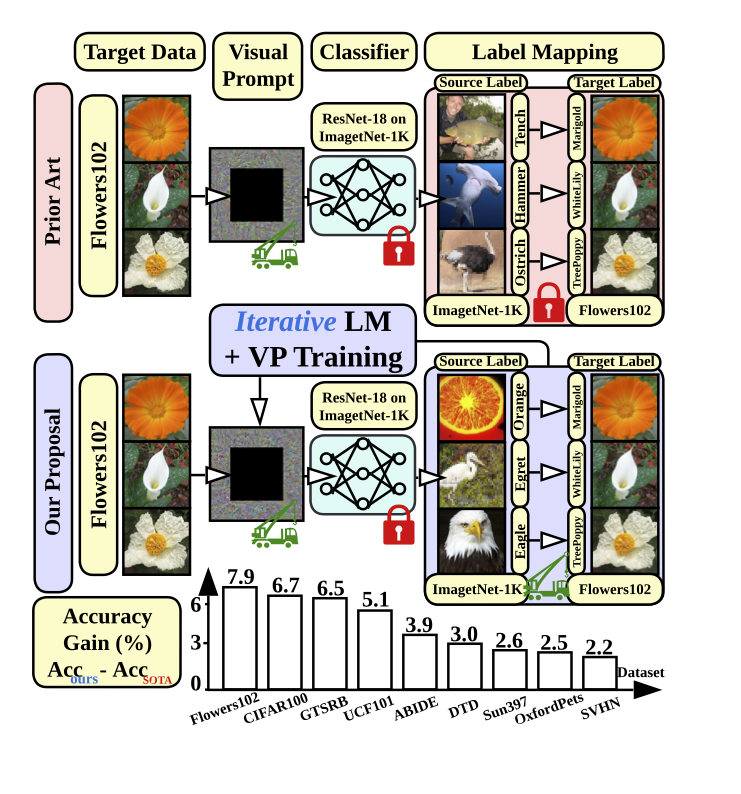 Target Data
Visual
Prompt
Classifier
Label Mapping
Prior Art
Flowers102
ResNet-18 on
ImagetNet-1K
Source Label
Target Label
Tench
Hammer
Ostrich
Marigold
WhiteLily
TreePoppy
ImagetNet-1K
Flowers102
Iterative LM
+ VP Training
Our Proposal
Flowers102
ResNet-18 on
ImagetNet-1K
Source Label
Target Label
Orange
Egret
Eagle
Marigold
WhiteLily
TreePoppy
ImagetNet-1K
Flowers102
Accuracy
Gain (%)
Acc ours - Acc SOTA
6
3
0
7.9
6.7
6.5
5.1
3.9
3.0
2.6
2.5
2.2
Dataset
Flowers102
CIFAR100
GTSRB
UCF101
ABIDE
DTD
Sun397
OxfordPets
SVHN